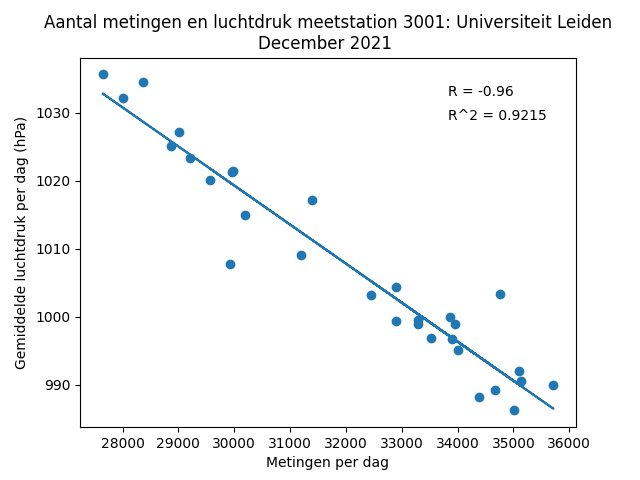 Aantal metingen en luchtdruk meetstation 3001: Universiteit Leiden
December 2021
R = -0.96
R^2 = 0.9215
Gemiddelde luchtdruk per dag (hPa)
1030
1020
1010
1000
990
28000 29000 30000 31000 32000 33000 34000 35000 36000
Metingen per dag